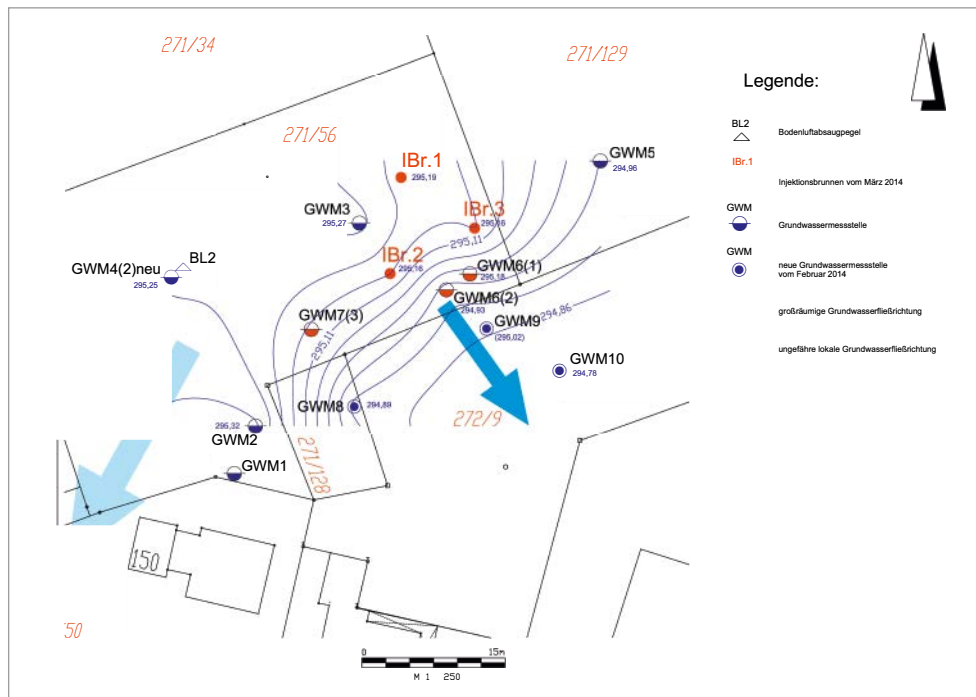 271/34
271/129
271/56
IBr.1
295,19
GWM5
294,96
GWM3
295,27
IBr.3
295,16
295,11
BL2
GWM4(2)neu
295,25
IBr.2
295,16
GWM6(1)
295,18
GWM6(2)
294,93
294,86
GWM7(3)
295,11
GWM9
(295,02)
GWM10
294,78
GWM8
294,89
272/9
295,32
GWM2
GWM1
271/128
150
50
0
15m
M 1 250
Legende:
BL2
Bodenluftabsaugpegel
IBr.1
Injektionsbrunnen vom März 2014
GWM
Grundwassermessstelle
GWM
neue Grundwassermessstelle
vom Februar 2014
großräumige Grundwasserfließrichtung
ungefähre lokale Grundwasserfließrichtung